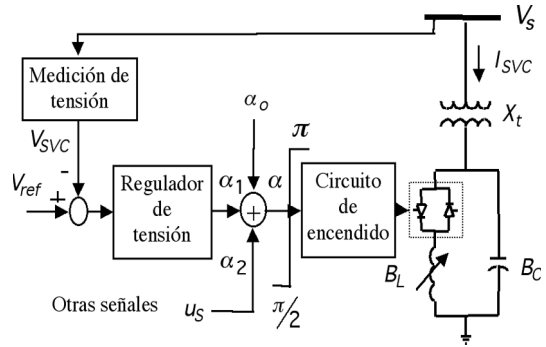 V_s
I_SVC
Medición de
tensión
X_t
α_o
V_SVC
-
π
V_ref
+
-
Regulador
de
tensión
α_1
+
α
Circuito
de
encendido
α_2
B_L
B_C
Otras señales
u_S
π/2